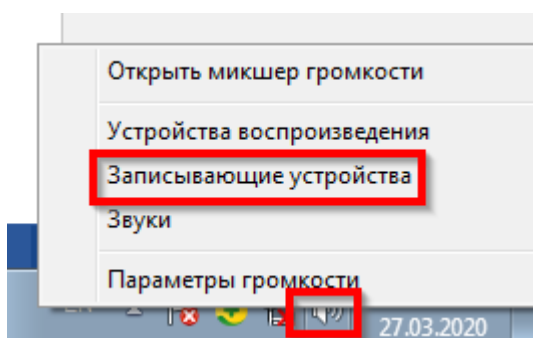 Открыть микшер громкости
Устройства воспроизведения
Записывающие устройства
Звуки
Параметры громкости
27.03.2020